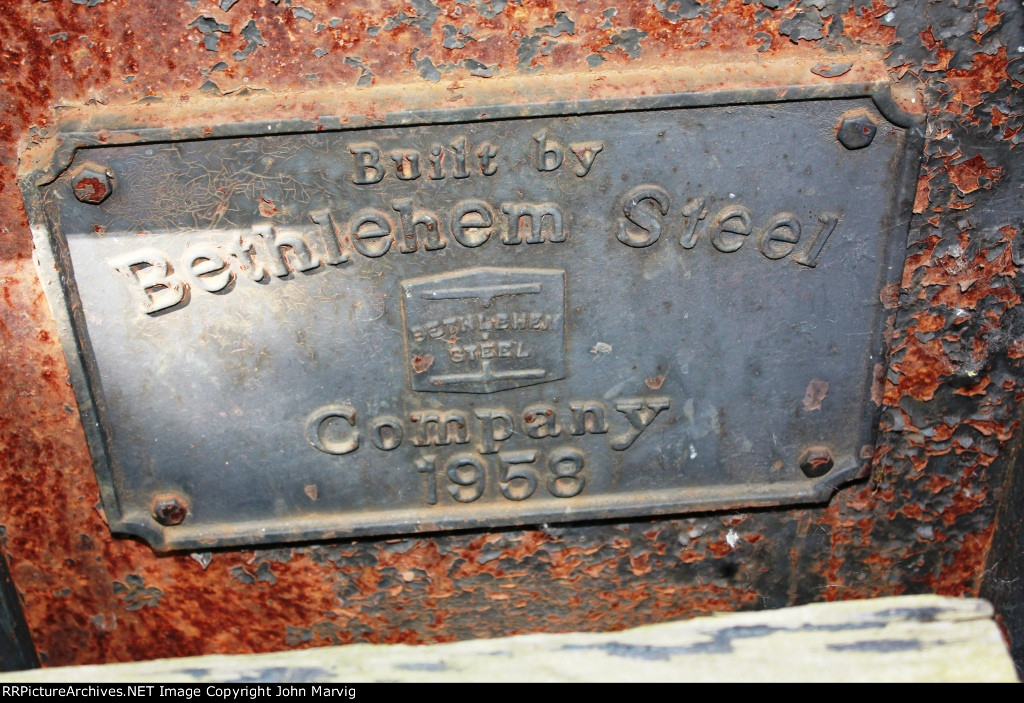 Built by
Bethlehem Steel
BETHLEHEM
STEEL
Company
1958
RRPictureArchives.NET Image Copyright John Marvig